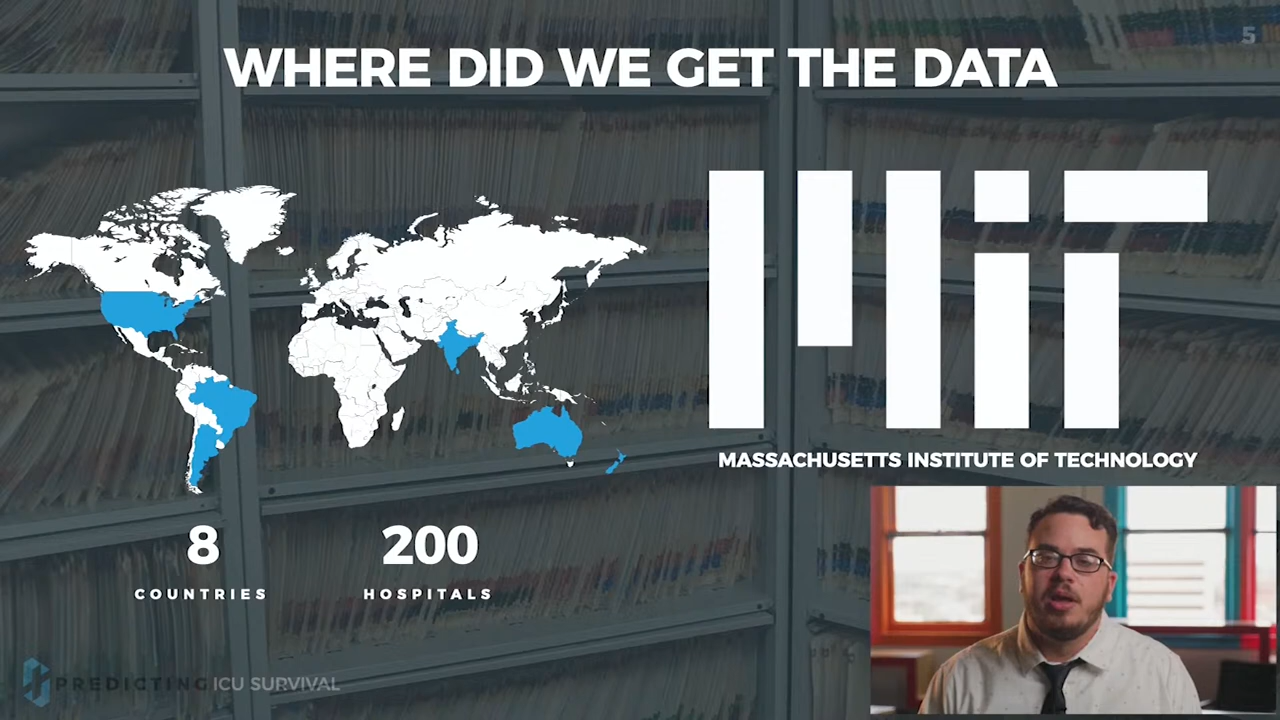 5
WHERE DID WE GET THE DATA
MiT
MASSACHUSETTS INSTITUTE OF TECHNOLOGY
8
COUNTRIES
200
HOSPITALS
PREDICTING ICU SURVIVAL